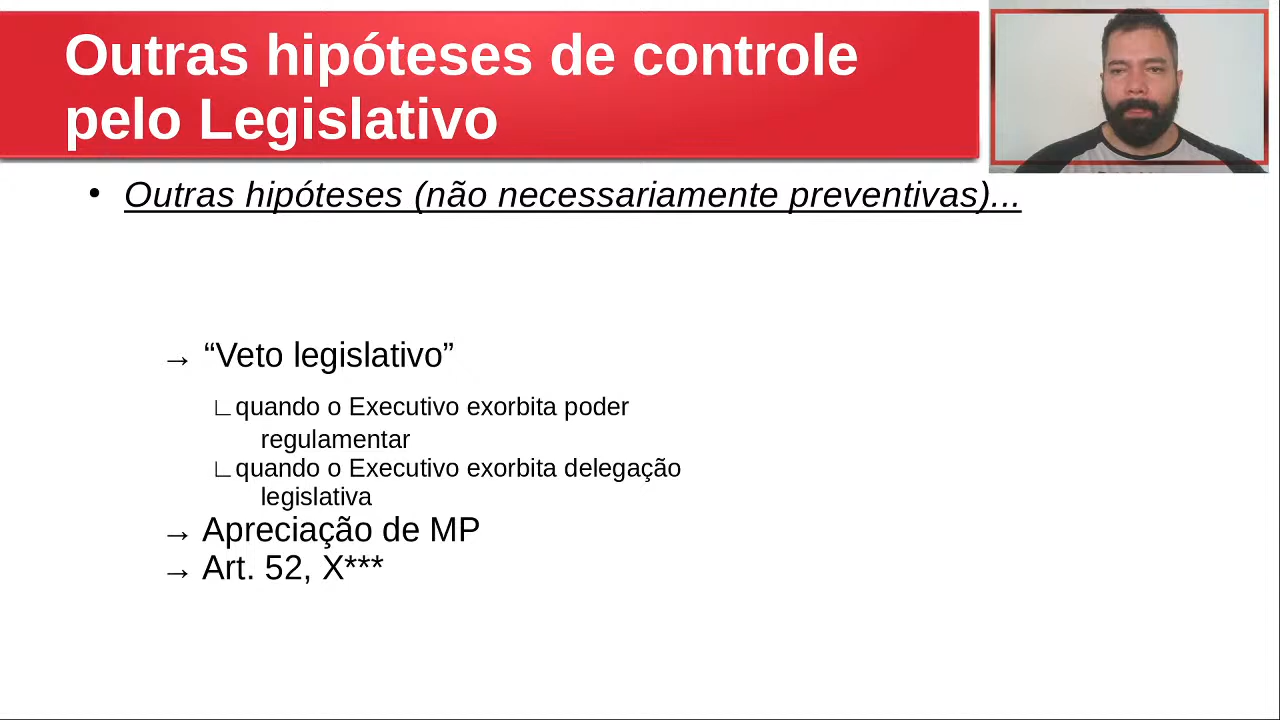 Outras hipóteses de controle
pelo Legislativo
• Outras hipóteses (não necessariamente preventivas)...
→ “Veto legislativo”
∟quando o Executivo exorbita poder
regulamentar
∟quando o Executivo exorbita delegação
legislativa
→ Apreciação de MP
→ Art. 52, X***